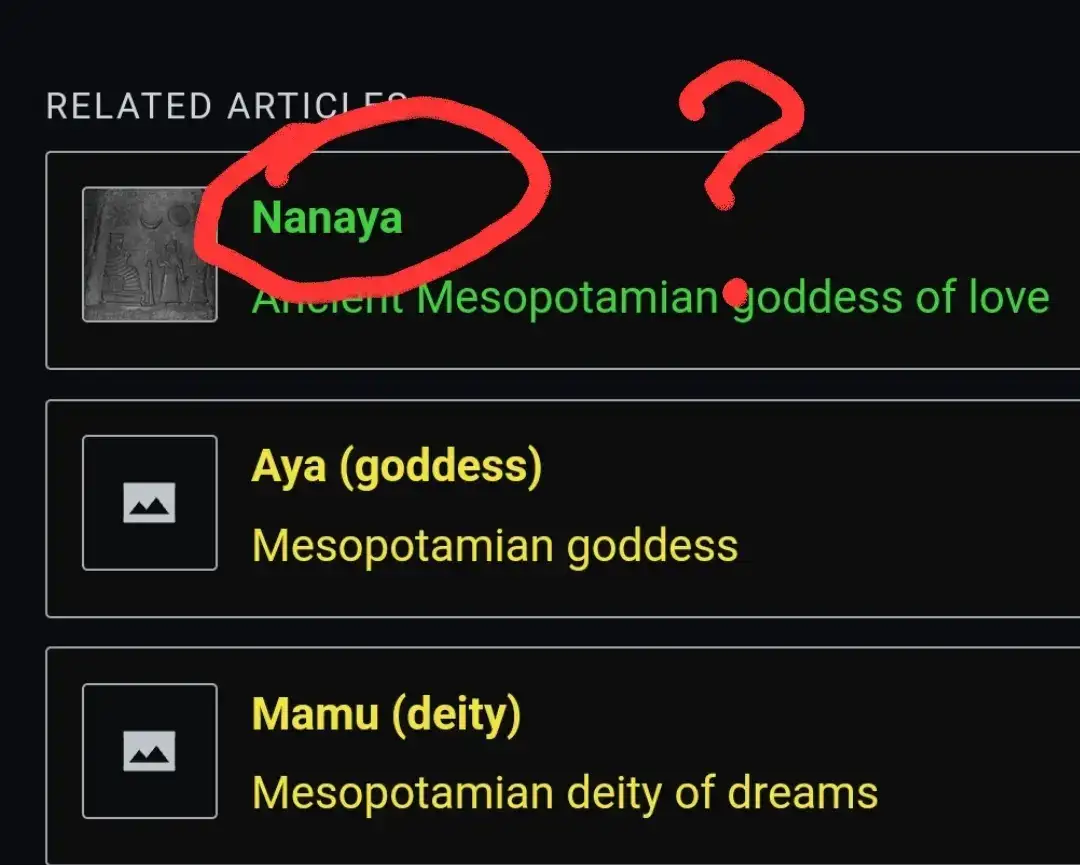 RELATED ARTICLES
?
Nanaya
Ancient Mesopotamian goddess of love
Aya (goddess)
Mesopotamian goddess
Mamu (deity)
Mesopotamian deity of dreams